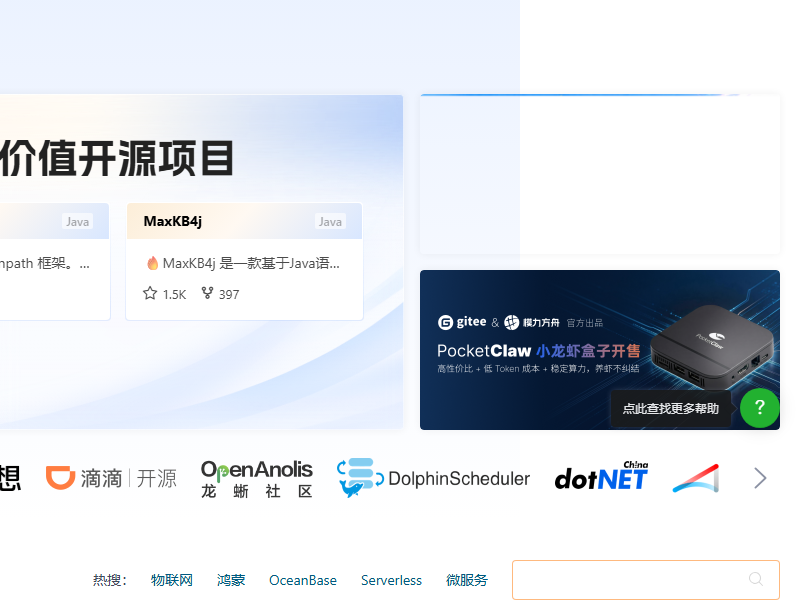 价值开源项目
Java
MaxKB4j
Java
npath 框架。...
MaxKB4j 是一款基于Java语...
1.5K
397
gitee & 模力方舟 官方出品
PocketClaw 小龙虾盒子开售
高性价比 + 低 Token 成本 + 稳定算力，养虾不纠结
PocketClaw
点此查找更多帮助
?
想
滴滴 | 开源
OpenAnolis
龙蜥社区
DolphinScheduler
China
dotNET
热搜：
物联网
鸿蒙
OceanBase
Serverless
微服务